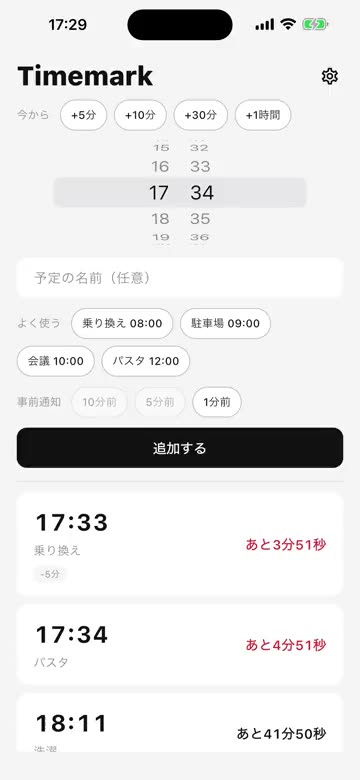 17:29
Timemark
今から +5分 +10分 +30分 +1時間
15 32
16 33
17 34
18 35
19 36
予定の名前（任意）
よく使う 乗り換え 08:00 駐車場 09:00
会議 10:00 パスタ 12:00
事前通知 10分前 5分前 1分前
追加する
17:33
あと3分51秒
乗り換え
-5分
17:34
あと4分51秒
パスタ
18:11
あと41分50秒
洗濯